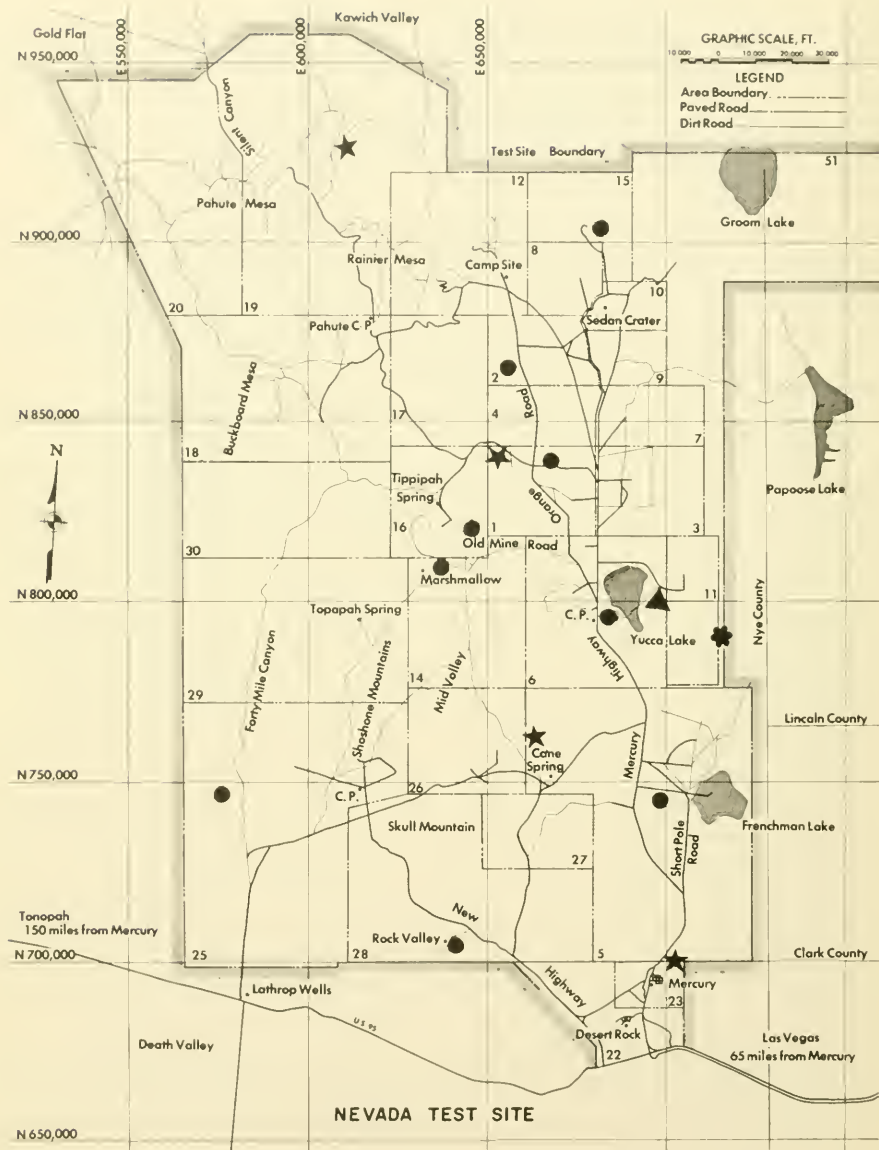 Kawich Valley
Gold Flat
N 950,000
E 550,000
E 600,000
E 650,000
GRAPHIC SCALE, FT.
10 000 0 10 000 20 000 30 000
LEGEND
Area Boundary
Paved Road
Dirt Road
Silent Canyon
Test Site Boundary
51
12
15
Pahute Mesa
Groom Lake
N 900,000
8
Rainier Mesa
Camp Site
10
20
19
Pahute C.P.
Sedan Crater
2
9
Buckboard Mesa
Road
N 850,000
17
4
7
N
18
Tippipah Spring
Orange
Papoose Lake
16
1
3
Old Mine Road
30
Marshmallow
N 800,000
Topapah Spring
C.P.
11
Yucca Lake
Nye County
Forty Mile Canyon
Shoshone Mountains
Mid Valley
Highway
14
6
29
Lincoln County
Cane Spring
Mercury
N 750,000
C.P.
26
Skull Mountain
Frenchman Lake
Short Pole Road
27
Tonopah
150 miles from Mercury
New
Rock Valley
N 700,000
25
28
5
Clark County
Highway
Lathrop Wells
Mercury
23
Desert Rock
US 95
Death Valley
22
Las Vegas
65 miles from Mercury
NEVADA TEST SITE
N 650,000